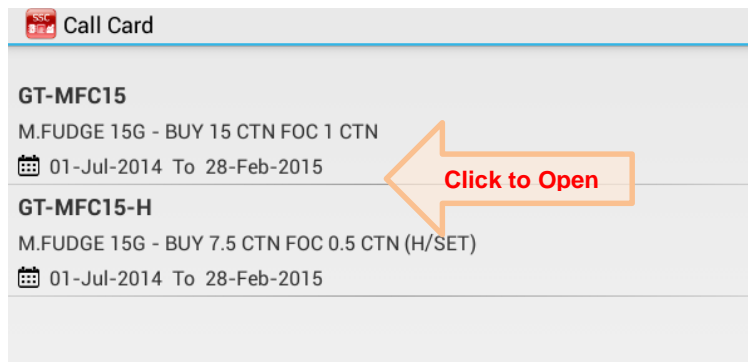 SSC
Call Card
GT-MFC15
M.FUDGE 15G - BUY 15 CTN FOC 1 CTN
01-Jul-2014 To 28-Feb-2015
Click to Open
GT-MFC15-H
M.FUDGE 15G - BUY 7.5 CTN FOC 0.5 CTN (H/SET)
01-Jul-2014 To 28-Feb-2015